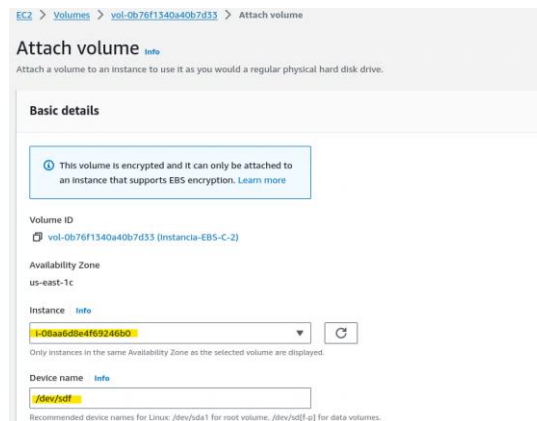 EC2 > Volumes > vol-0b76f1340a40b7d33 > Attach volume
Attach volume Info
Attach a volume to an instance to use it as you would a regular physical hard disk drive.
Basic details
This volume is encrypted and it can only be attached to
an instance that supports EBS encryption. Learn more
Volume ID
vol-0b76f1340a40b7d33 (Instancia-EBS-C-2)
Availability Zone
us-east-1c
Instance Info
i-08aa6d8e4f69246b0
Only instances in the same Availability Zone as the selected volume are displayed.
Device name Info
/dev/sdf
Recommended device names for Linux: /dev/sda1 for root volume. /dev/sd[f-p] for data volumes.